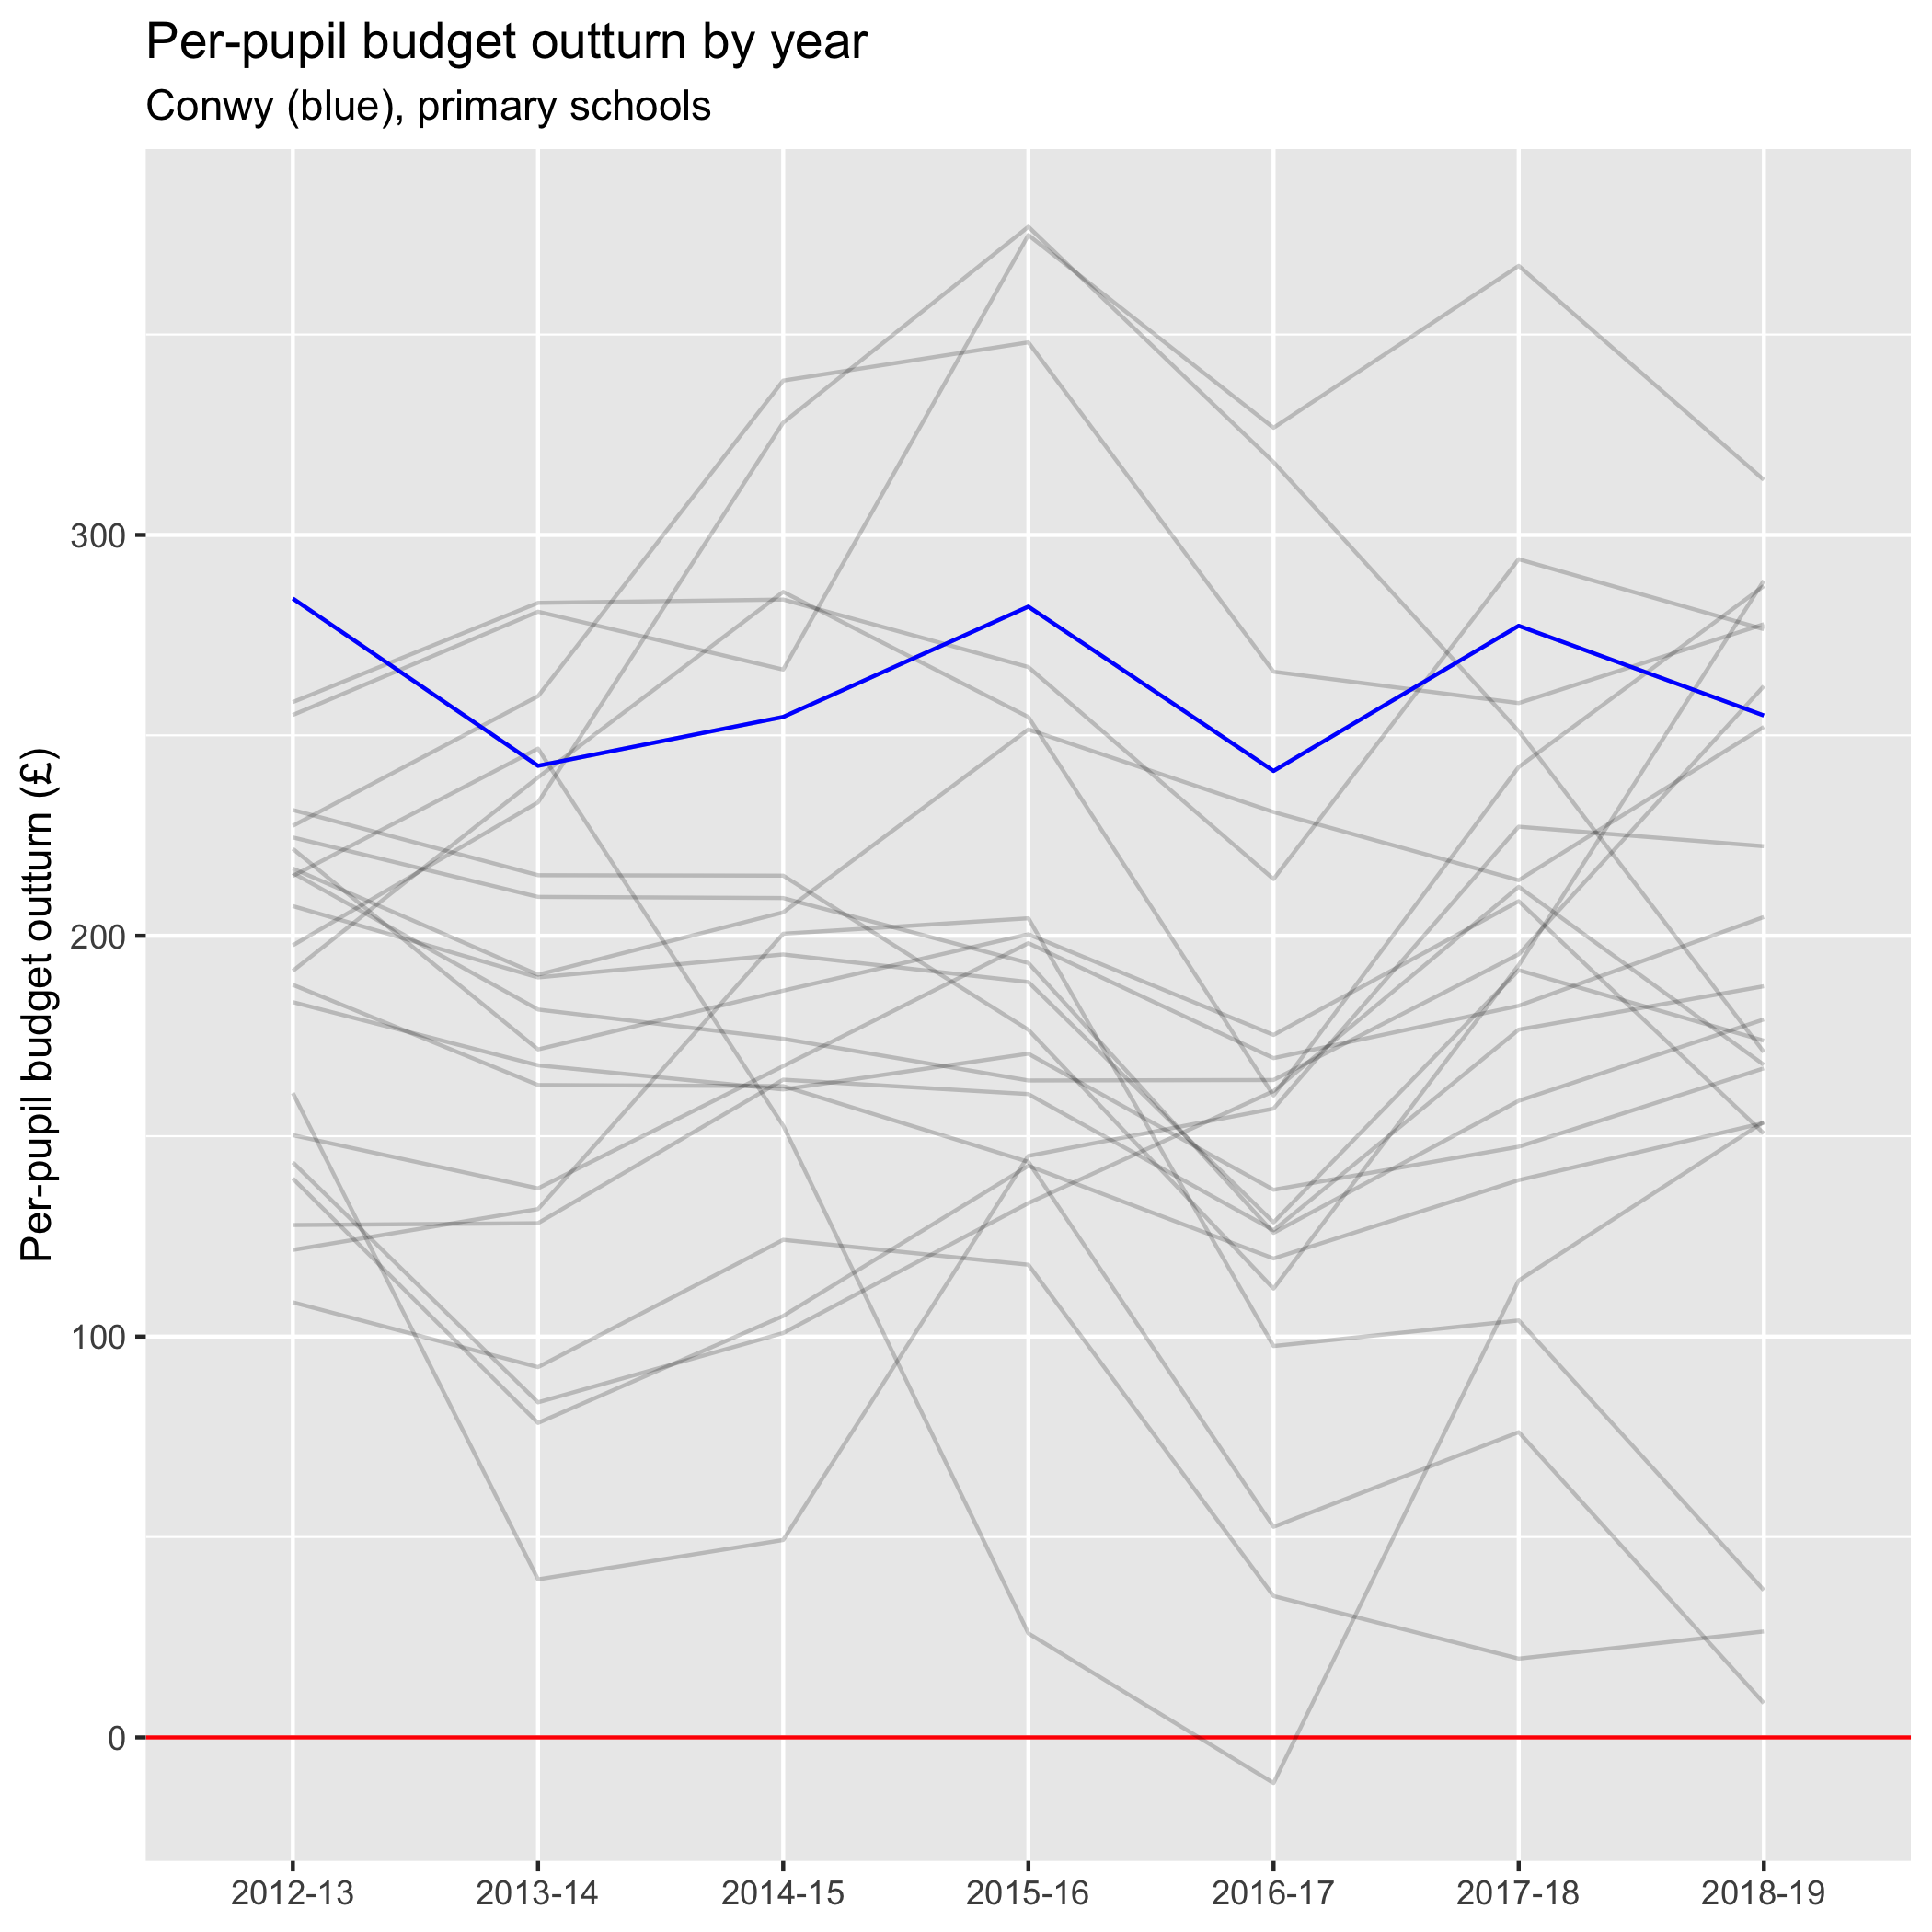 Per-pupil budget outturn by year
Conwy (blue), primary schools
Per-pupil budget outturn (£)
300
200
100
0
2012-13 2013-14 2014-15 2015-16 2016-17 2017-18 2018-19